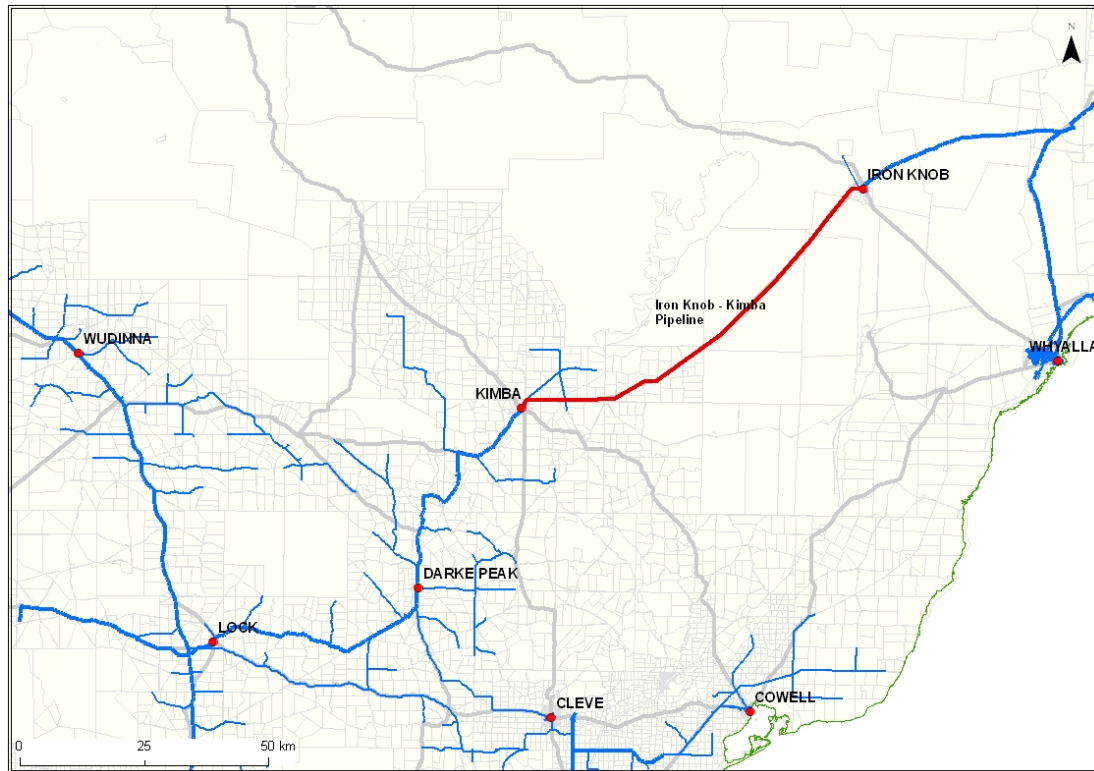 N
IRON KNOB
Iron Knob - Kimba
Pipeline
WUDINNA
WHYALLA
KIMBA
DARKE PEAK
LOCK
CLEVE
COWELL
0 25 50 km